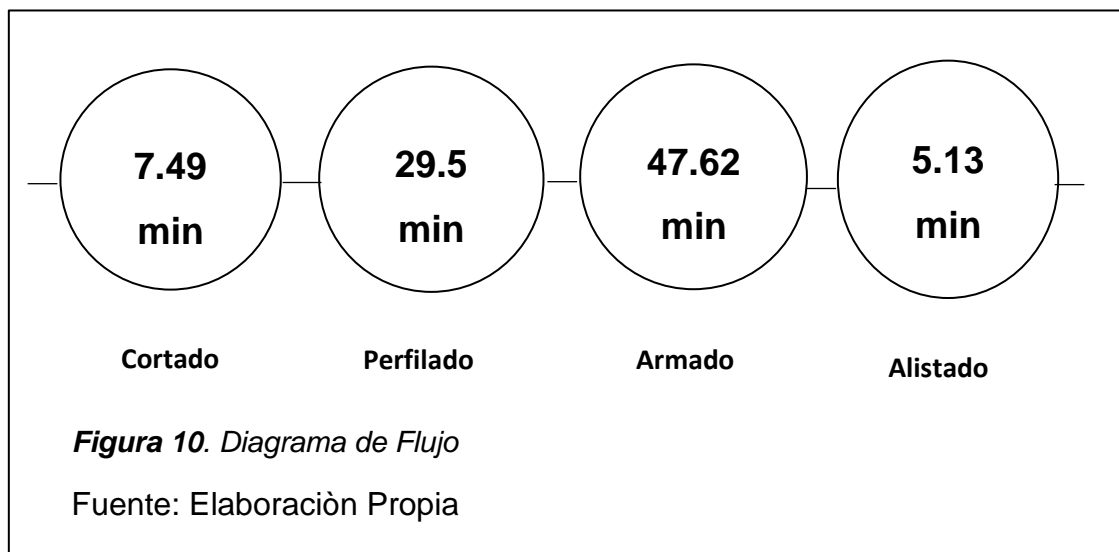 7.49
min
29.5
min
47.62
min
5.13
min
Cortado
Perfilado
Armado
Alistado
Figura 10. Diagrama de Flujo
Fuente: Elaboraciòn Propia